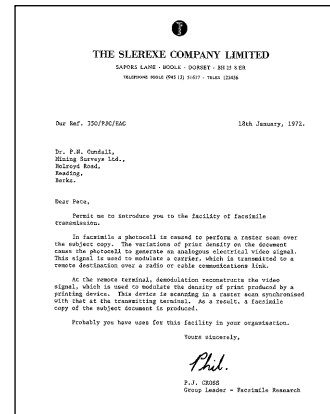 THE SLEREXE COMPANY LIMITED
SAPORS LANE - BOOLE - DORSET - BH 25 8 ER
TELEPHONE BOOLE (945 13) 51617 - TELEX 123456
Our Ref. 350/PJC/EAC 18th January, 1972.
Dr. P.N. Cundall,
Mining Surveys Ltd.,
Holroyd Road,
Reading,
Berks.
Dear Pete,
Permit me to introduce you to the facility of facsimile
transmission.
In facsimile a photocell is caused to perform a raster scan over
the subject copy. The variations of print density on the document
cause the photocell to generate an analogous electrical video signal.
This signal is used to modulate a carrier, which is transmitted to a
remote destination over a radio or cable communications link.
At the remote terminal, demodulation reconstructs the video
signal, which is used to modulate the density of print produced by a
printing device. This device is scanning in a raster scan synchronised
with that at the transmitting terminal. As a result, a facsimile
copy of the subject document is produced.
Probably you have uses for this facility in your organisation.
Yours sincerely,
Phil.
P.J. CROSS
Group Leader - Facsimile Research